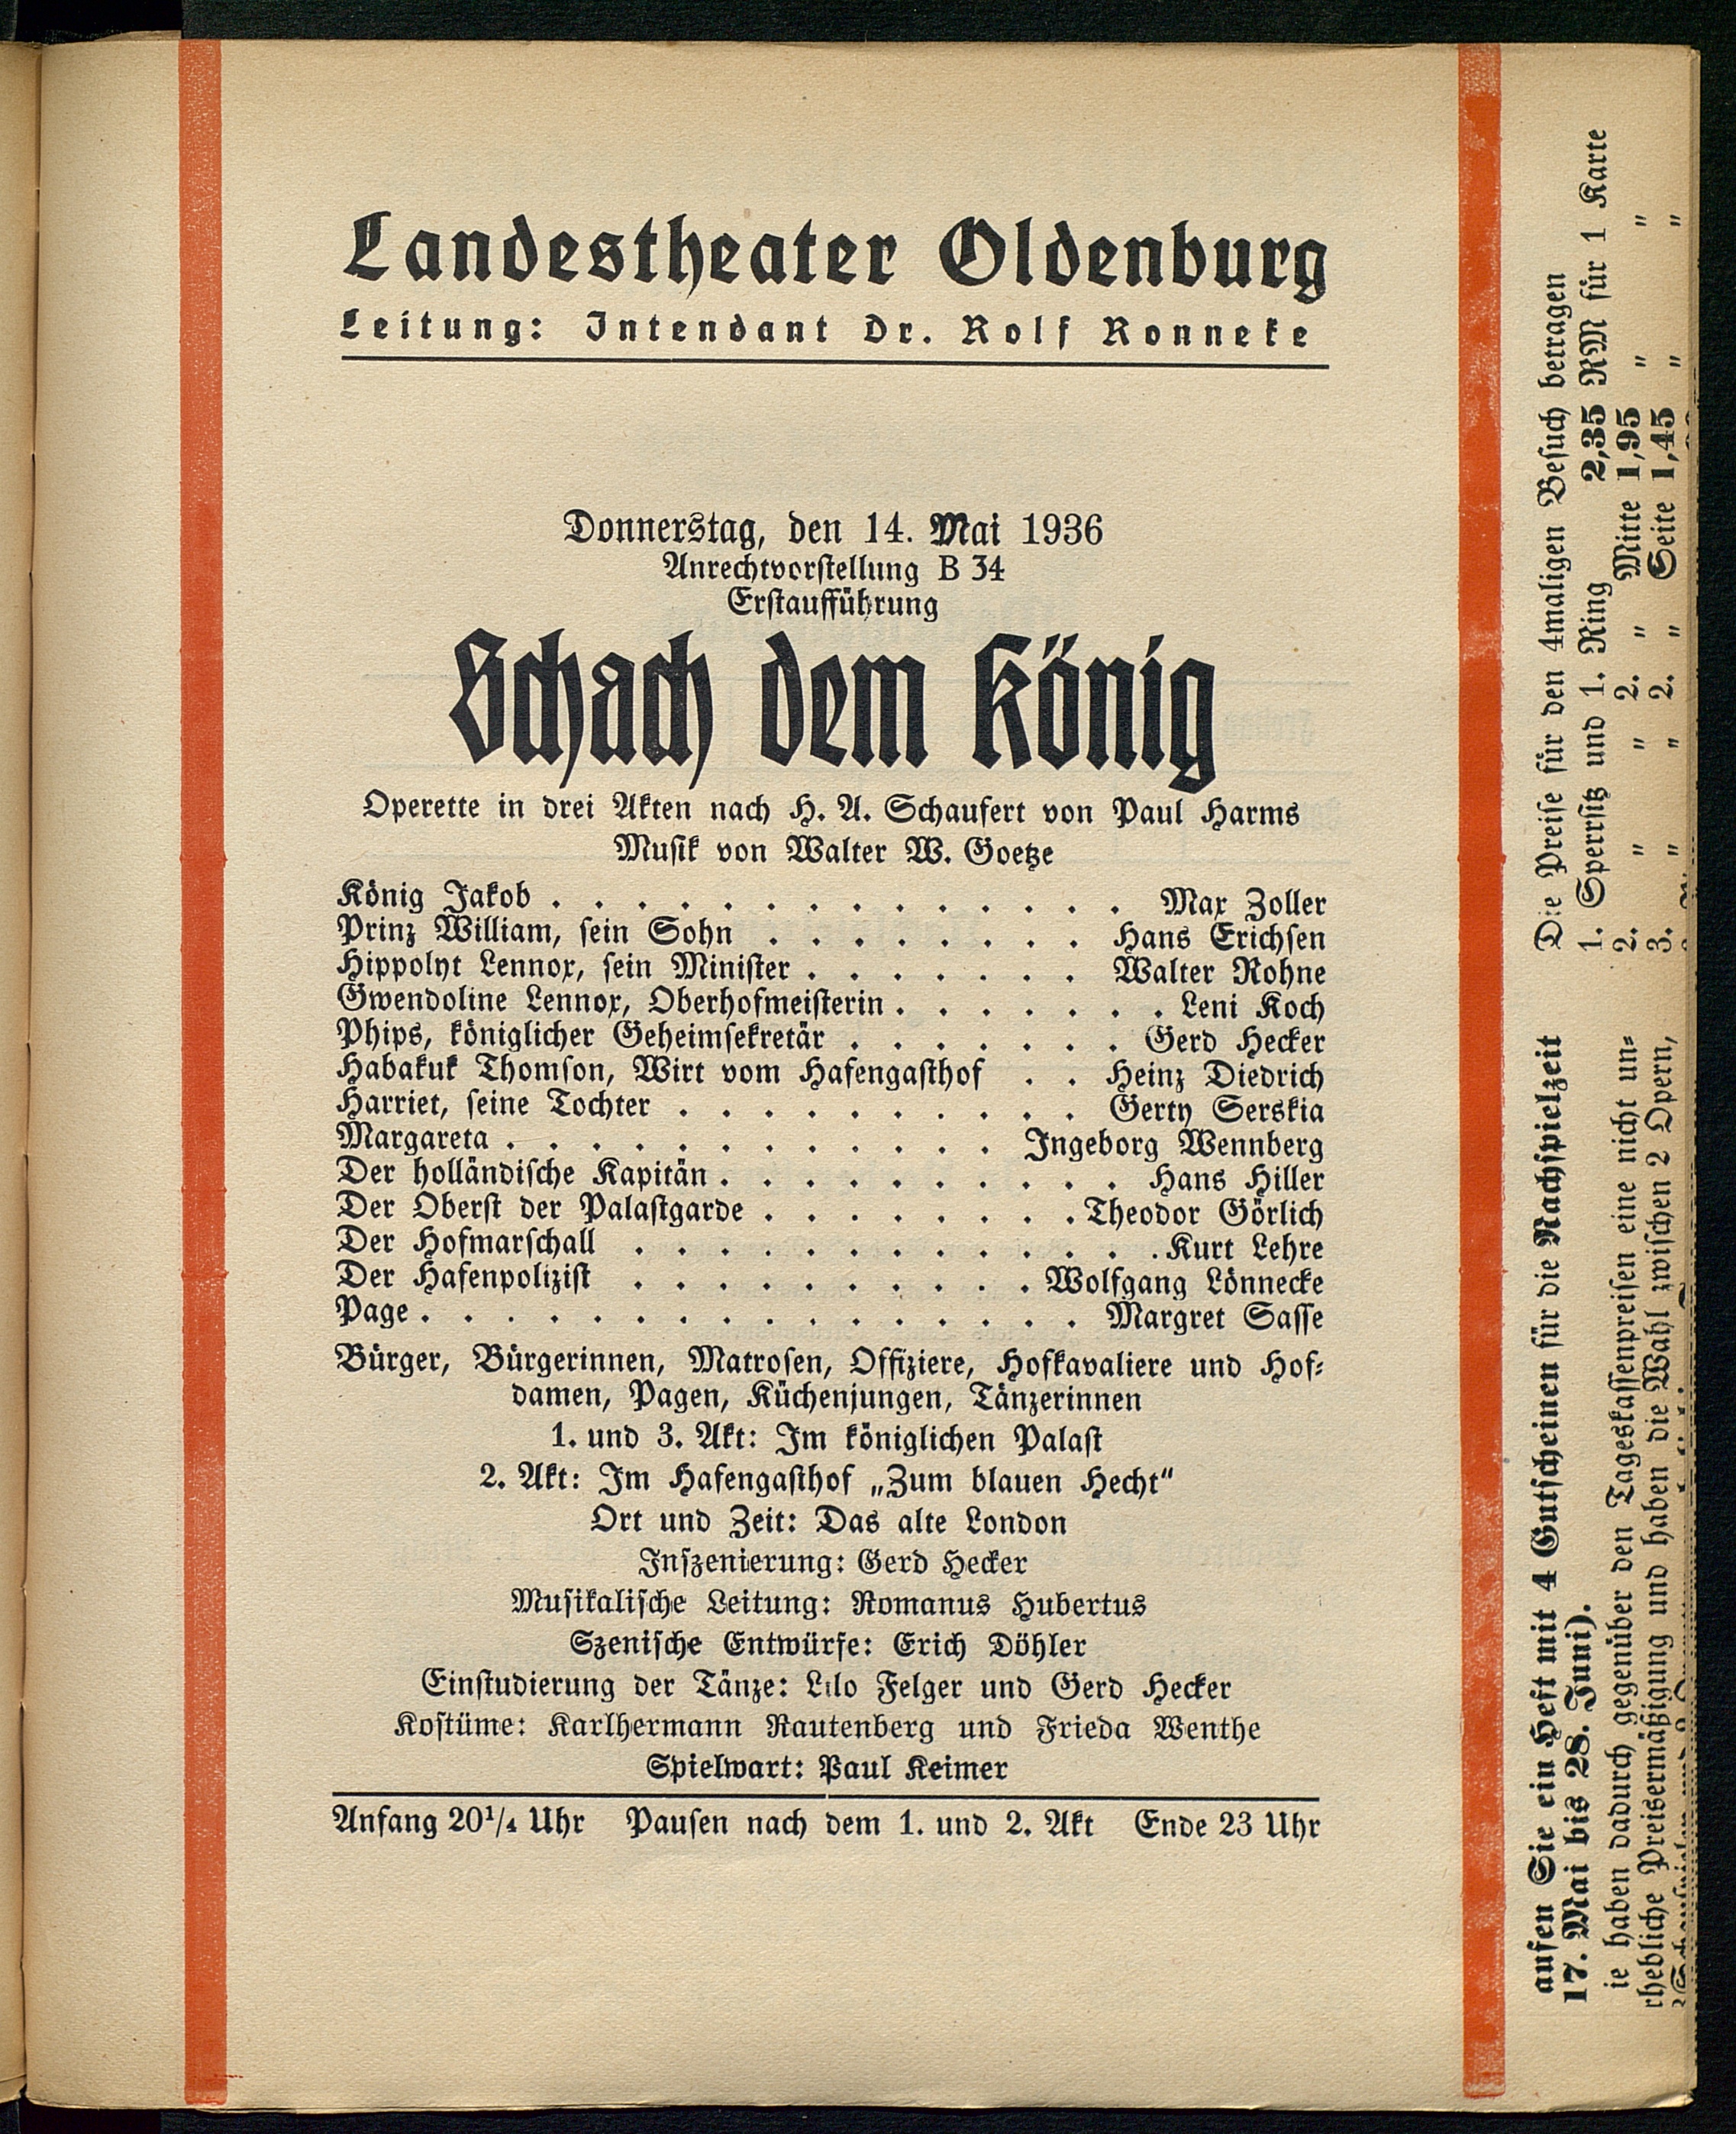 Landestheater Oldenburg
Leitung: Intendant Dr. Rolf Ronneke
Donnerstag, den 14. Mai 1936
Anrechtvorstellung B 34
Erstaufführung
Schach dem König
Operette in drei Akten nach H. A. Schaufert von Paul Harms
Musik von Walter W. Goetze
König Jakob . . . . . . . . . . . . . . Max Zoller
Prinz William, sein Sohn . . . . . . . . Hans Erichsen
Hippolyt Lennox, sein Minister . . . . . . . Walter Rohne
Gwendoline Lennox, Oberhofmeisterin . . . . . . . Leni Koch
Phips, königlicher Geheimsekretär . . . . . . . Gerd Hecker
Habakuk Thomson, Wirt vom Hafengasthof . . Heinz Diedrich
Harriet, seine Tochter . . . . . . . . . . Gerty Serskia
Margareta . . . . . . . . . . . . Ingeborg Wennberg
Der holländische Kapitän . . . . . . . . . . Hans Hiller
Der Oberst der Palastgarde . . . . . . . . Theodor Görlich
Der Hofmarschall . . . . . . . . . . . . . Kurt Lehre
Der Hafenpolizist . . . . . . . . . . Wolfgang Lönnecke
Page . . . . . . . . . . . . . . . . Margret Sasse
Bürger, Bürgerinnen, Matrosen, Offiziere, Hofkavaliere und Hof-
damen, Pagen, Küchenjungen, Tänzerinnen
1. und 3. Akt: Im königlichen Palast
2. Akt: Im Hafengasthof „Zum blauen Hecht“
Ort und Zeit: Das alte London
Inszenierung: Gerd Hecker
Musikalische Leitung: Romanus Hubertus
Szenische Entwürfe: Erich Döhler
Einstudierung der Tänze: Lilo Felger und Gerd Hecker
Kostüme: Karlhermann Rautenberg und Frieda Wenthe
Spielwart: Paul Keimer
Anfang 20¼ Uhr Pausen nach dem 1. und 2. Akt Ende 23 Uhr
aufen Sie ein Heft mit 4 Gutscheinen für die Nachspielzeit
17. Mai bis 28. Juni).
ie haben dadurch gegenüber den Tageskassenpreisen eine nicht un-
rhebliche Preisermäßigung und haben die Wahl zwischen 2 Opern,
Die Preise für den 4maligen Besuch betragen
1. Sperrsitz und 1. Ring 2,35 RM für 1 Karte
2. " " 2. " Mitte 1,95 " "
3. " " 2. " Seite 1,45 " "